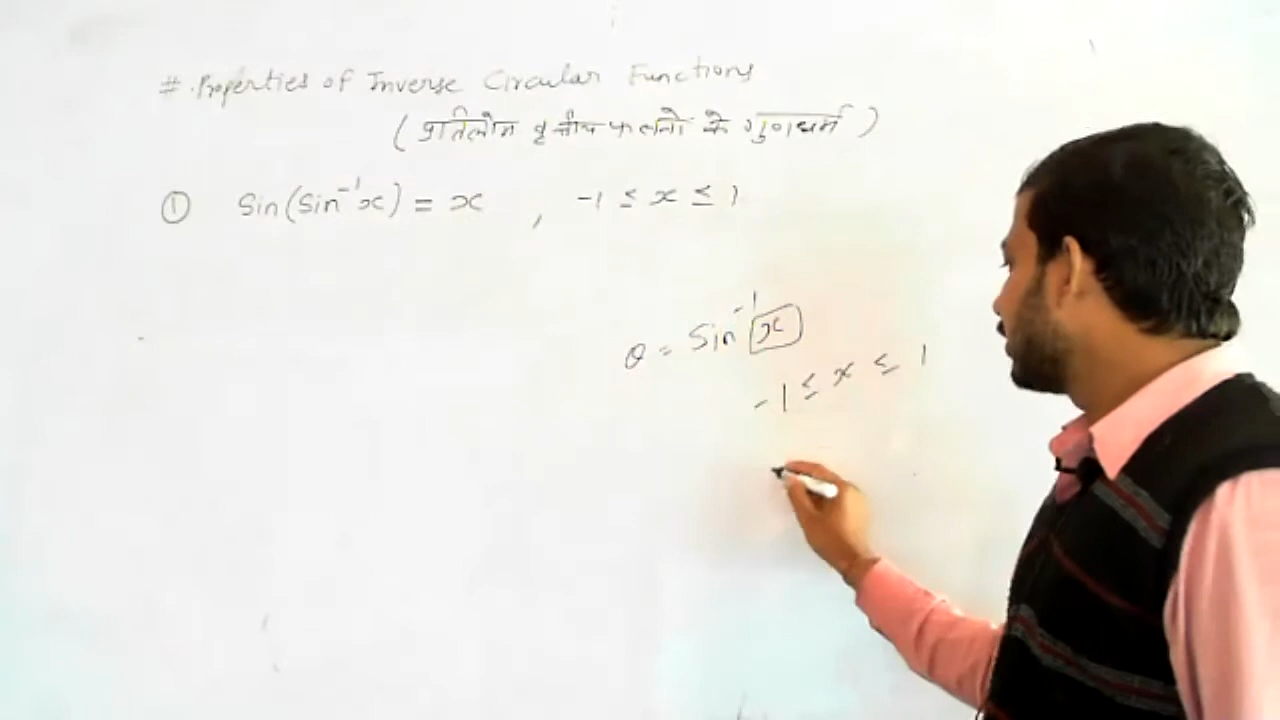 # Properties of Inverse Circular Functions
(प्रतिलोम वृत्तीय फलनों के गुणधर्म)
① Sin(Sin⁻¹x) = x , -1 ≤ x ≤ 1
θ = Sin⁻¹ x
-1 ≤ x ≤ 1